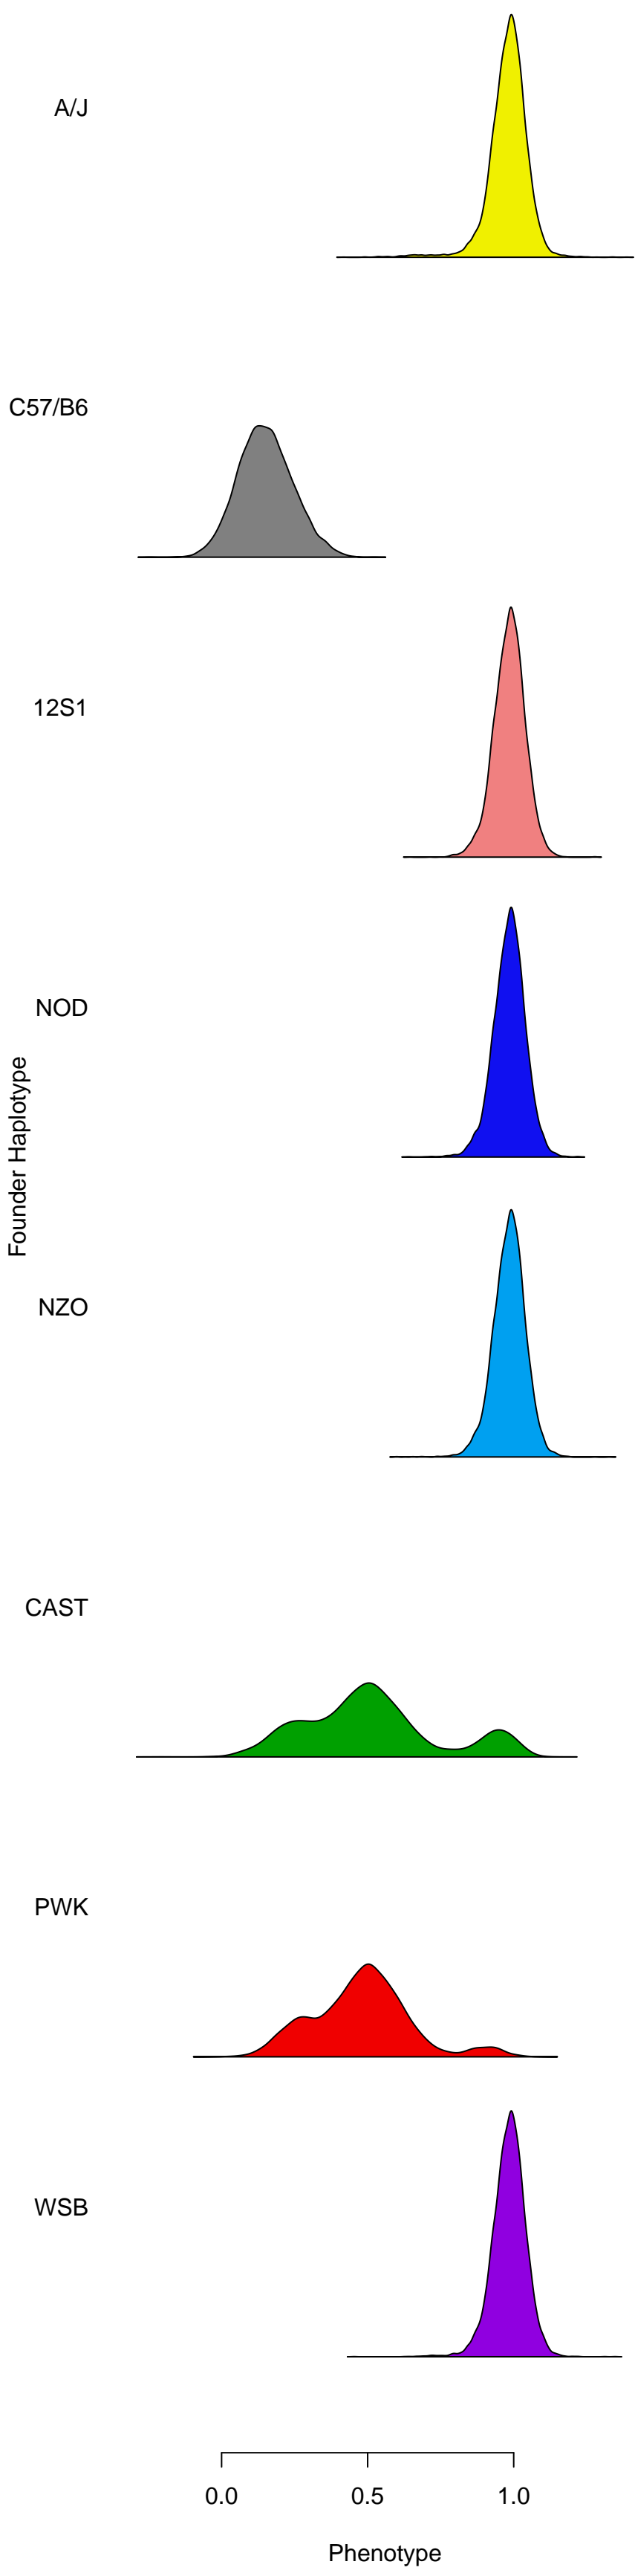 A/J
C57/B6
12S1
NOD
Founder Haplotype
NZO
CAST
PWK
WSB
0.0 0.5 1.0
Phenotype